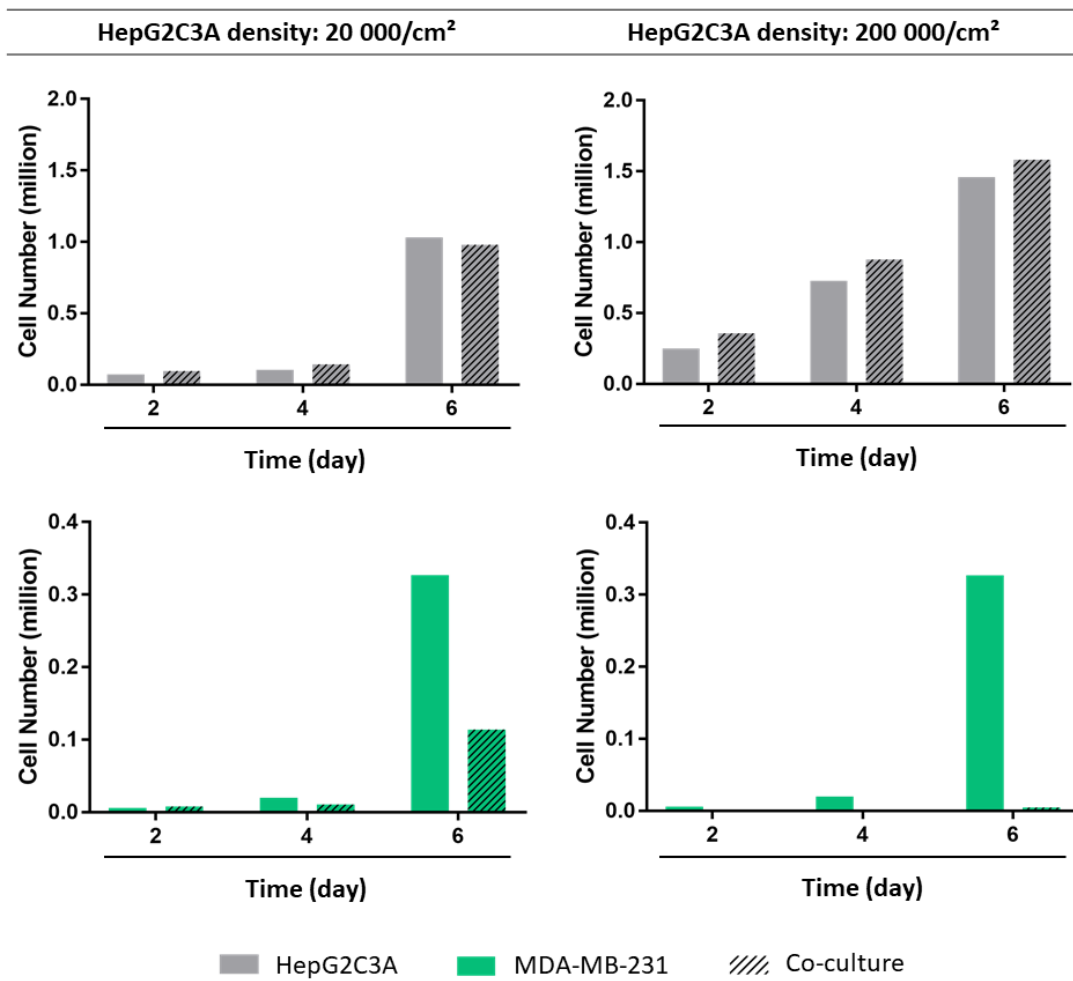 HepG2C3A density: 20 000/cm²
HepG2C3A density: 200 000/cm²
Cell Number (million)
2.0
1.5
1.0
0.5
0.0
2 4 6
Time (day)
Cell Number (million)
2.0
1.5
1.0
0.5
0.0
2 4 6
Time (day)
Cell Number (million)
0.4
0.3
0.2
0.1
0.0
2 4 6
Time (day)
Cell Number (million)
0.4
0.3
0.2
0.1
0.0
2 4 6
Time (day)
HepG2C3A MDA-MB-231 Co-culture